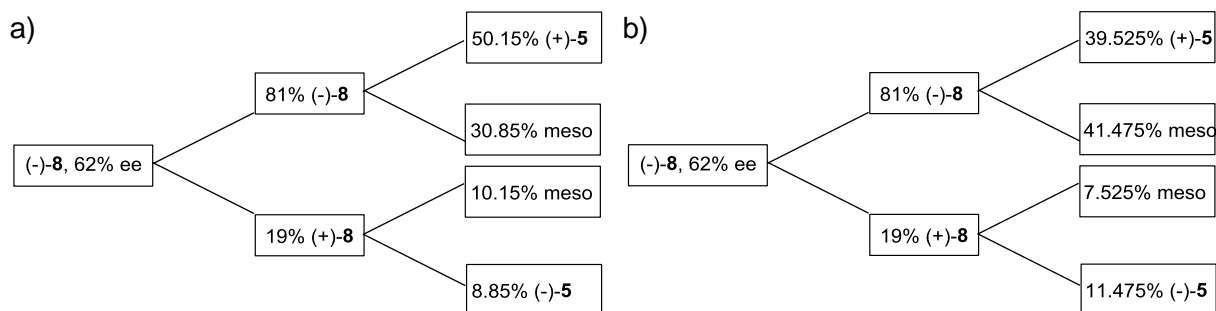 a)
(-)-8, 62% ee
81% (-)-8
19% (+)-8
50.15% (+)-5
30.85% meso
10.15% meso
8.85% (-)-5
b)
(-)-8, 62% ee
81% (-)-8
19% (+)-8
39.525% (+)-5
41.475% meso
7.525% meso
11.475% (-)-5